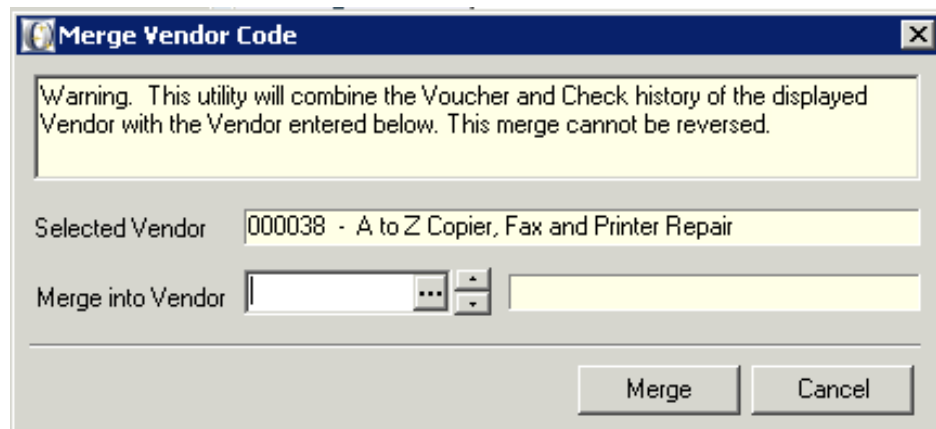 Merge Vendor Code
Warning.  This utility will combine the Voucher and Check history of the displayed
Vendor with the Vendor entered below. This merge cannot be reversed.
Selected Vendor 000038  -  A to Z Copier, Fax and Printer Repair
Merge into Vendor
Merge Cancel